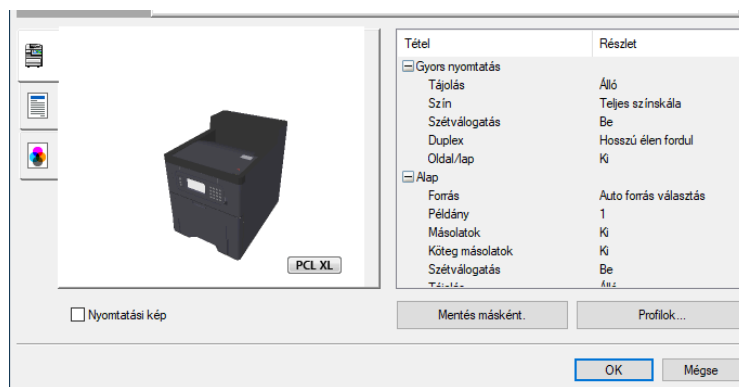 Tétel Részlet
Gyors nyomtatás
Tájolás Álló
Szín Teljes színskála
Szétválogatás Be
Duplex Hosszú élen fordul
Oldal/lap Ki
Alap
Forrás Auto forrás választás
Példány 1
Másolatok Ki
Köteg másolatok Ki
Szétválogatás Be
Tájolás Álló
PCL XL
Nyomtatási kép Mentés másként. Profilok...
OK Mégse